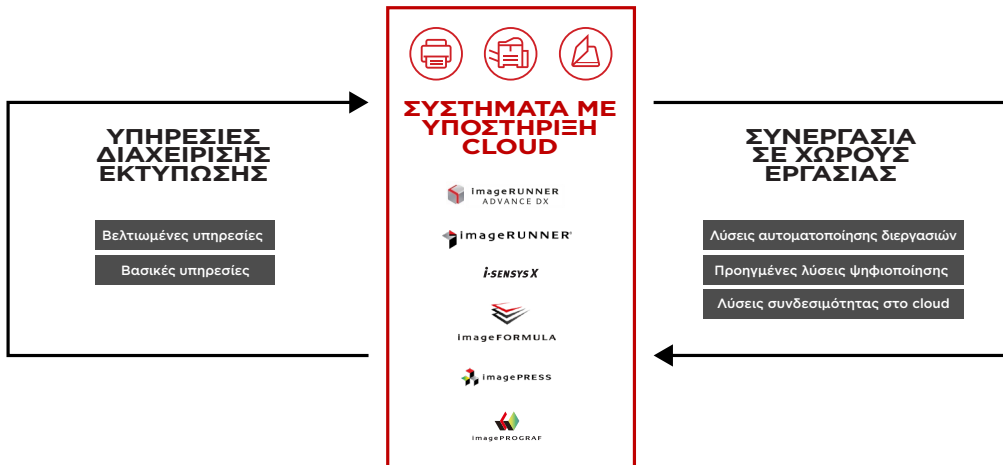 ΥΠΗΡΕΣΙΕΣ
ΔΙΑΧΕΙΡΙΣΗΣ
ΕΚΤΥΠΩΣΗΣ
Βελτιωμένες υπηρεσίες
Βασικές υπηρεσίες
ΣΥΣΤΗΜΑΤΑ ΜΕ
ΥΠΟΣΤΗΡΙΞΗ
CLOUD
imageRUNNER
ADVANCE DX
imageRUNNER®
i-SENSYS X
imageFORMULA
imagePRESS
imagePROGRAF
ΣΥΝΕΡΓΑΣΙΑ
ΣΕ ΧΩΡΟΥΣ
ΕΡΓΑΣΙΑΣ
Λύσεις αυτοματοποίησης διεργασιών
Προηγμένες λύσεις ψηφιοποίησης
Λύσεις συνδεσιμότητας στο cloud